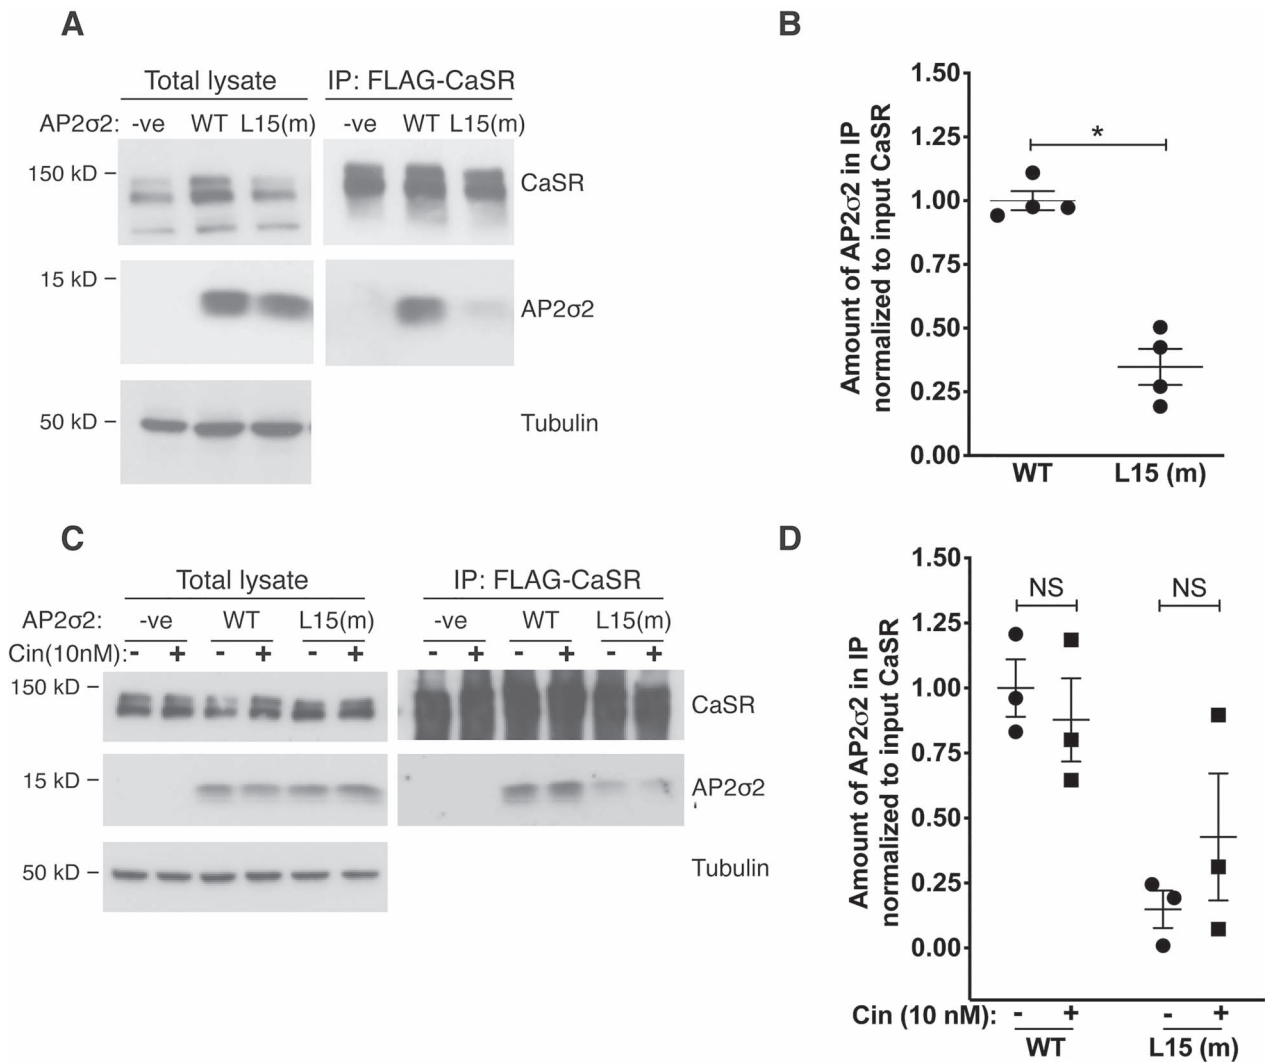 A
Total lysate IP: FLAG-CaSR
AP2σ2: -ve WT L15(m) -ve WT L15(m)
150 kD – CaSR
15 kD – AP2σ2
50 kD – Tubulin
B
Amount of AP2σ2 in IP
normalized to input CaSR
1.50
1.25
1.00
0.75
0.50
0.25
0.00
*
WT L15 (m)
C
Total lysate IP: FLAG-CaSR
AP2σ2: -ve WT L15(m) -ve WT L15(m)
Cin(10nM): - + - + - + - + - + - +
150 kD – CaSR
15 kD – AP2σ2
50 kD – Tubulin
D
Amount of AP2σ2 in IP
normalized to input CaSR
1.50
1.25
1.00
0.75
0.50
0.25
0.00
NS NS
Cin (10 nM): - + - +
WT L15 (m)